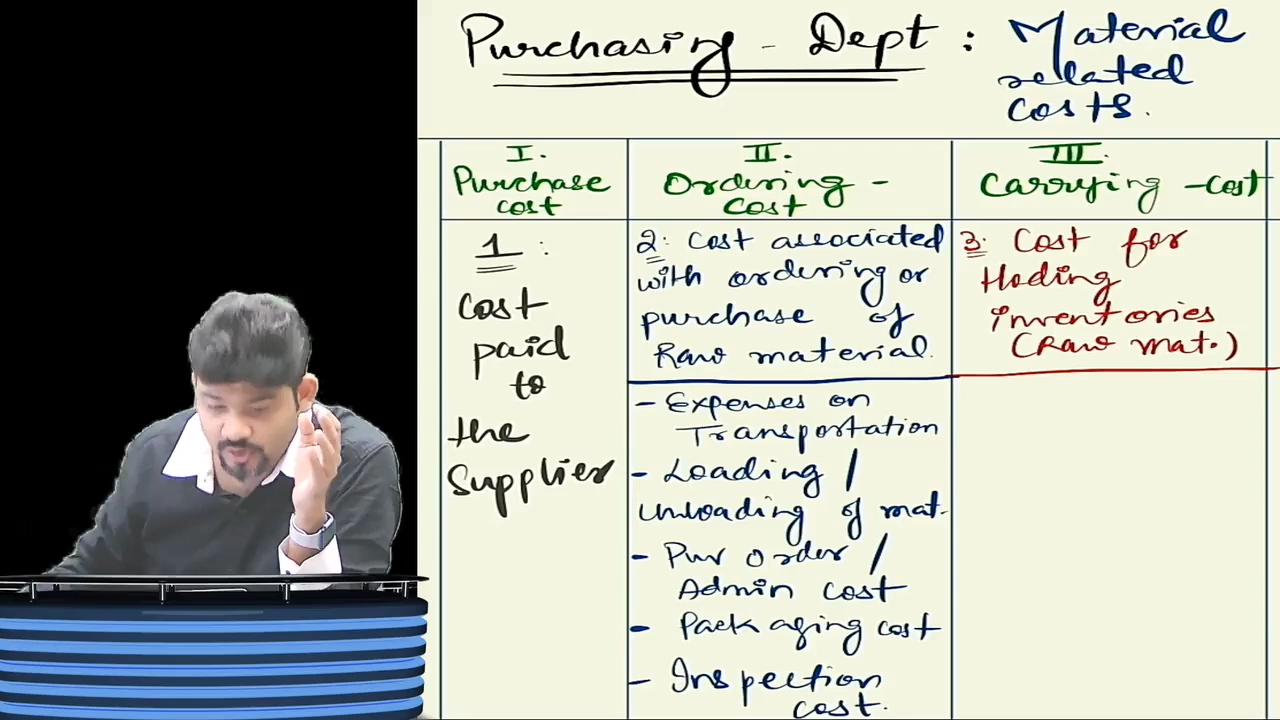 Purchasing - Dept : Material
related
costs.
I.
Purchase
cost
II.
Ordering -
cost
III
Carrying - cost
1 :
cost
paid
to
the
Supplier
2: cost associated
with ordering or
purchase of
Raw material.
- Expenses on
Transportation
- Loading /
unloading of mat.
- Pur order /
Admin cost
- Packaging cost
- Inspection
cost.
3: Cost for
Hoding
inventories
(Raw mat.)